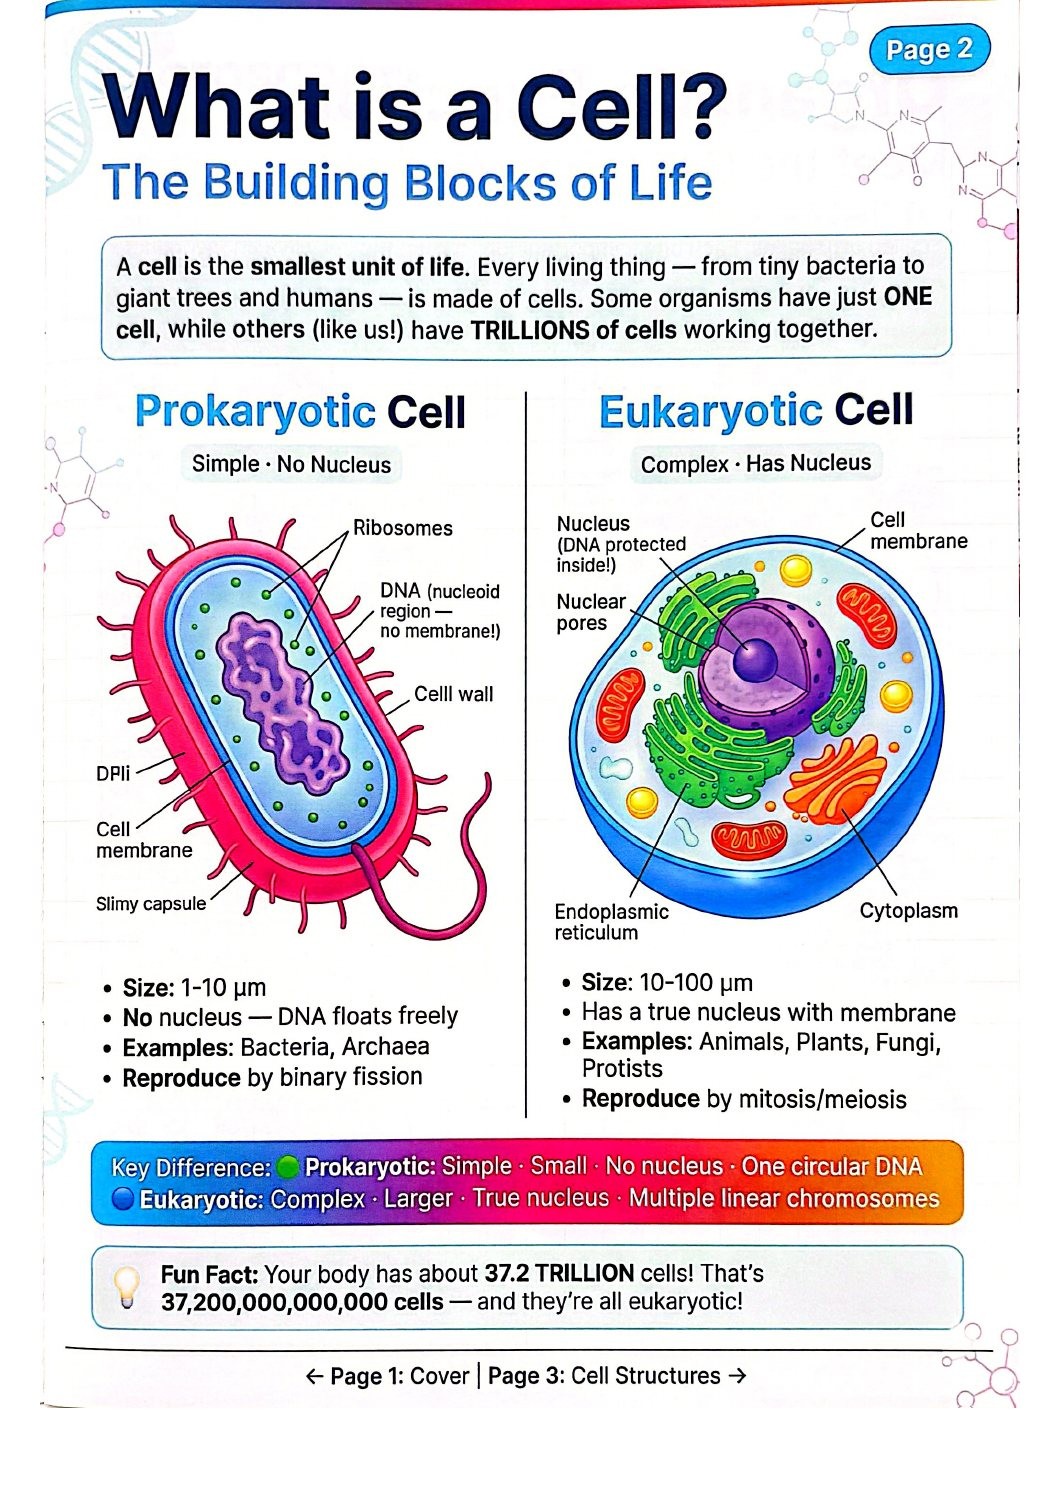 Page 2
What is a Cell?
The Building Blocks of Life
A cell is the smallest unit of life. Every living thing — from tiny bacteria to
giant trees and humans — is made of cells. Some organisms have just ONE
cell, while others (like us!) have TRILLIONS of cells working together.
Prokaryotic Cell
Simple · No Nucleus
Ribosomes
DNA (nucleoid
region —
no membrane!)
Celll wall
DPli
Cell
membrane
Slimy capsule
• Size: 1-10 µm
• No nucleus — DNA floats freely
• Examples: Bacteria, Archaea
• Reproduce by binary fission
Eukaryotic Cell
Complex · Has Nucleus
Nucleus
(DNA protected
inside!)
Cell
membrane
Nuclear
pores
Endoplasmic
reticulum
Cytoplasm
• Size: 10-100 µm
• Has a true nucleus with membrane
• Examples: Animals, Plants, Fungi,
Protists
• Reproduce by mitosis/meiosis
Key Difference: Prokaryotic: Simple · Small · No nucleus · One circular DNA
Eukaryotic: Complex · Larger · True nucleus · Multiple linear chromosomes
Fun Fact: Your body has about 37.2 TRILLION cells! That's
37,200,000,000,000 cells — and they're all eukaryotic!
← Page 1: Cover | Page 3: Cell Structures →
N
N
O
N
N
N